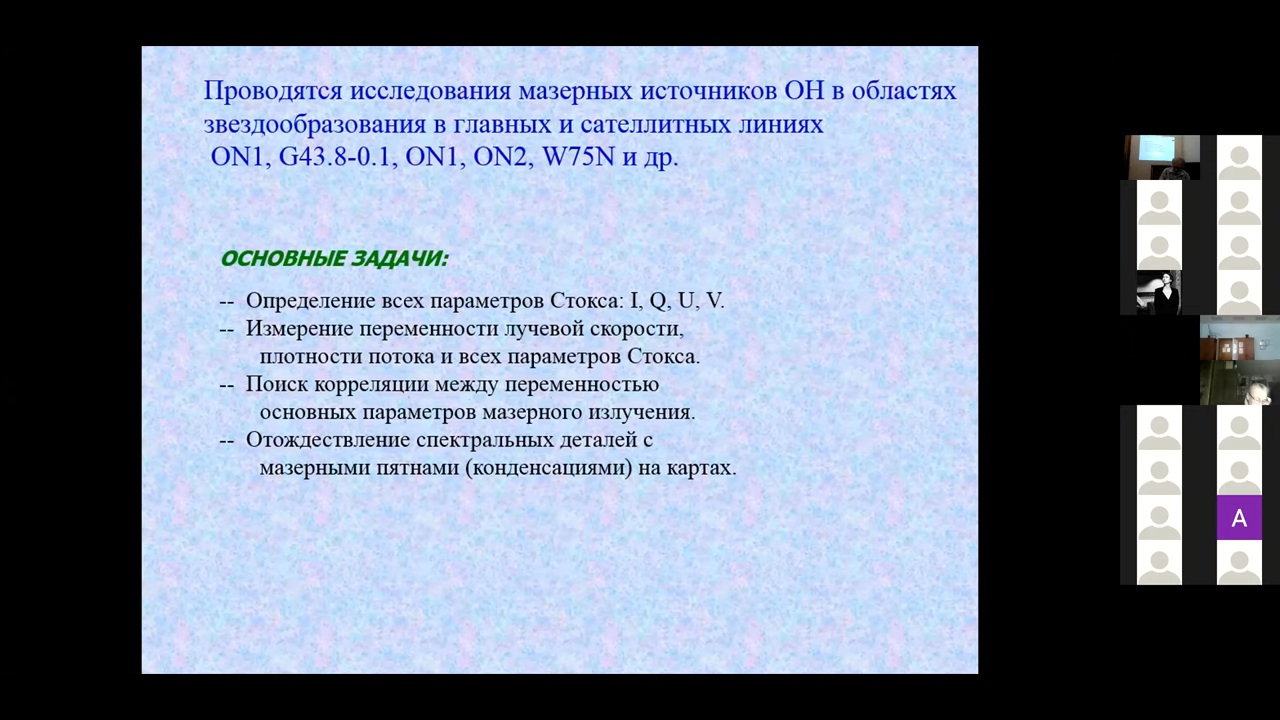 Проводятся исследования мазерных источников OH в областях
звездообразования в главных и сателлитных линиях
ON1, G43.8-0.1, ON1, ON2, W75N и др.
ОСНОВНЫЕ ЗАДАЧИ:
-- Определение всех параметров Стокса: I, Q, U, V.
-- Измерение переменности лучевой скорости,
плотности потока и всех параметров Стокса.
-- Поиск корреляции между переменностью
основных параметров мазерного излучения.
-- Отождествление спектральных деталей с
мазерными пятнами (конденсациями) на картах.
A